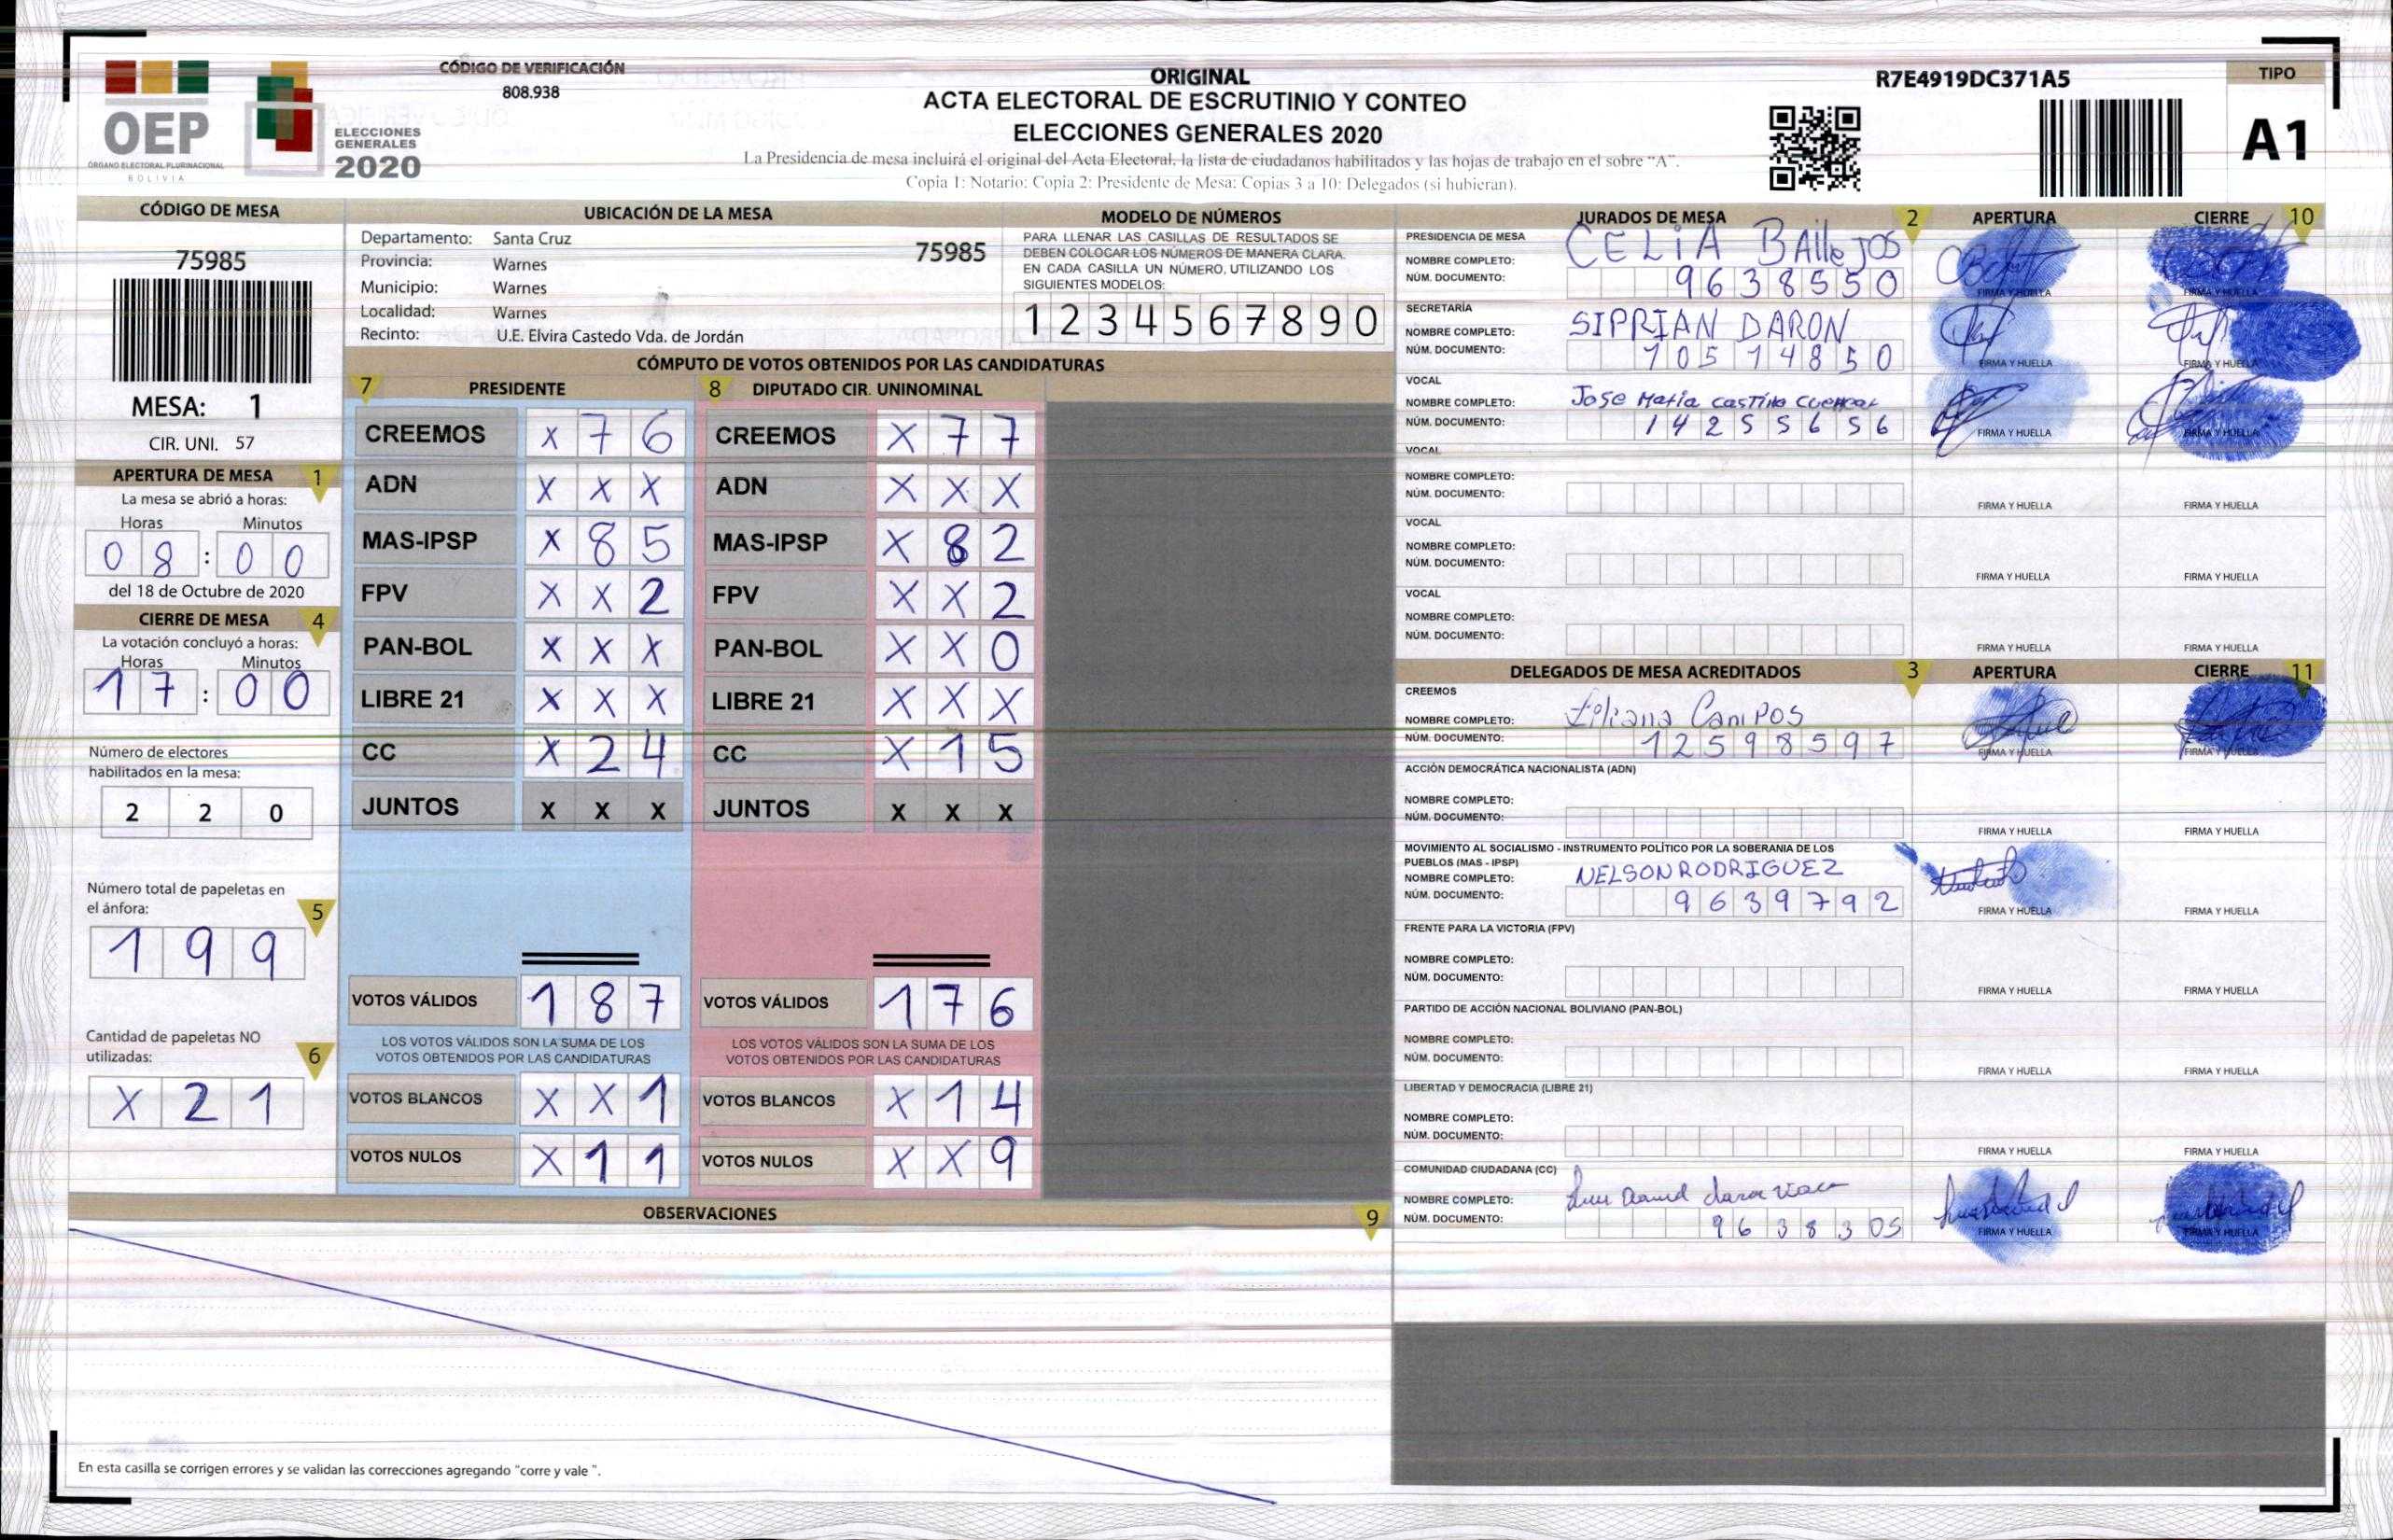 CÓDIGO DE VERIFICACIÓN
808.938
OEP
ÓRGANO ELECTORAL PLURINACIONAL
BOLIVIA
ELECCIONES
GENERALES
2020
ORIGINAL
ACTA ELECTORAL DE ESCRUTINIO Y CONTEO
ELECCIONES GENERALES 2020
La Presidencia de mesa incluirá el original del Acta Electoral, la lista de ciudadanos habilitados y las hojas de trabajo en el sobre “A”.
Copia 1: Notario; Copia 2: Presidente de Mesa; Copias 3 a 10: Delegados (si hubieran).
R7E4919DC371A5
TIPO
A1
CÓDIGO DE MESA
75985
MESA: 1
CIR. UNI. 57
APERTURA DE MESA 1
La mesa se abrió a horas:
Horas Minutos
08:00
del 18 de Octubre de 2020
CIERRE DE MESA 4
La votación concluyó a horas:
Horas Minutos
17:00
Número de electores
habilitados en la mesa:
2 2 0
Número total de papeletas en
el ánfora: 5
1 9 9
Cantidad de papeletas NO
utilizadas: 6
X 2 1
UBICACIÓN DE LA MESA
Departamento: Santa Cruz 75985
Provincia: Warnes
Municipio: Warnes
Localidad: Warnes
Recinto: U.E. Elvira Castedo Vda. de Jordán
MODELO DE NÚMEROS
PARA LLENAR LAS CASILLAS DE RESULTADOS SE
DEBEN COLOCAR LOS NÚMEROS DE MANERA CLARA.
EN CADA CASILLA UN NÚMERO, UTILIZANDO LOS
SIGUIENTES MODELOS:
1 2 3 4 5 6 7 8 9 0
CÓMPUTO DE VOTOS OBTENIDOS POR LAS CANDIDATURAS
7 PRESIDENTE 8 DIPUTADO CIR. UNINOMINAL
CREEMOS X 7 6 CREEMOS X 7 7
ADN X X X ADN X X X
MAS-IPSP X 8 5 MAS-IPSP X 8 2
FPV X X 2 FPV X X 2
PAN-BOL X X X PAN-BOL X X 0
LIBRE 21 X X X LIBRE 21 X X X
CC X 2 4 CC X 1 5
JUNTOS X X X JUNTOS X X X
VOTOS VÁLIDOS 1 8 7 VOTOS VÁLIDOS 1 7 6
LOS VOTOS VÁLIDOS SON LA SUMA DE LOS LOS VOTOS VÁLIDOS SON LA SUMA DE LOS
VOTOS OBTENIDOS POR LAS CANDIDATURAS VOTOS OBTENIDOS POR LAS CANDIDATURAS
VOTOS BLANCOS X X 1 VOTOS BLANCOS X 1 4
VOTOS NULOS X 1 1 VOTOS NULOS X X 9
OBSERVACIONES 9
En esta casilla se corrigen errores y se validan las correcciones agregando "corre y vale ".
JURADOS DE MESA 2 APERTURA CIERRE 10
PRESIDENCIA DE MESA
NOMBRE COMPLETO: CELIA BAllEJOS
NÚM. DOCUMENTO: 9638550
FIRMA Y HUELLA FIRMA Y HUELLA
SECRETARÍA
NOMBRE COMPLETO: SIPRIAN DARON
NÚM. DOCUMENTO: 10514850
FIRMA Y HUELLA FIRMA Y HUELLA
VOCAL
NOMBRE COMPLETO: Jose Maria
NÚM. DOCUMENTO: 14255656
FIRMA Y HUELLA FIRMA Y HUELLA
VOCAL
NOMBRE COMPLETO:
NÚM. DOCUMENTO:
FIRMA Y HUELLA FIRMA Y HUELLA
VOCAL
NOMBRE COMPLETO:
NÚM. DOCUMENTO:
FIRMA Y HUELLA FIRMA Y HUELLA
VOCAL
NOMBRE COMPLETO:
NÚM. DOCUMENTO:
FIRMA Y HUELLA FIRMA Y HUELLA
DELEGADOS DE MESA ACREDITADOS 3 APERTURA CIERRE 11
CREEMOS
NOMBRE COMPLETO: Liliana Campos
NÚM. DOCUMENTO: 12598597
FIRMA Y HUELLA FIRMA Y HUELLA
ACCIÓN DEMOCRÁTICA NACIONALISTA (ADN)
NOMBRE COMPLETO:
NÚM. DOCUMENTO:
FIRMA Y HUELLA FIRMA Y HUELLA
MOVIMIENTO AL SOCIALISMO - INSTRUMENTO POLÍTICO POR LA SOBERANIA DE LOS
PUEBLOS (MAS - IPSP)
NOMBRE COMPLETO: NELSON RODRIGUEZ
NÚM. DOCUMENTO: 9639792
FIRMA Y HUELLA FIRMA Y HUELLA
FRENTE PARA LA VICTORIA (FPV)
NOMBRE COMPLETO:
NÚM. DOCUMENTO:
FIRMA Y HUELLA FIRMA Y HUELLA
PARTIDO DE ACCIÓN NACIONAL BOLIVIANO (PAN-BOL)
NOMBRE COMPLETO:
NÚM. DOCUMENTO:
FIRMA Y HUELLA FIRMA Y HUELLA
LIBERTAD Y DEMOCRACIA (LIBRE 21)
NOMBRE COMPLETO:
NÚM. DOCUMENTO:
FIRMA Y HUELLA FIRMA Y HUELLA
COMUNIDAD CIUDADANA (CC)
NOMBRE COMPLETO:
NÚM. DOCUMENTO: 9638305
FIRMA Y HUELLA FIRMA Y HUELLA